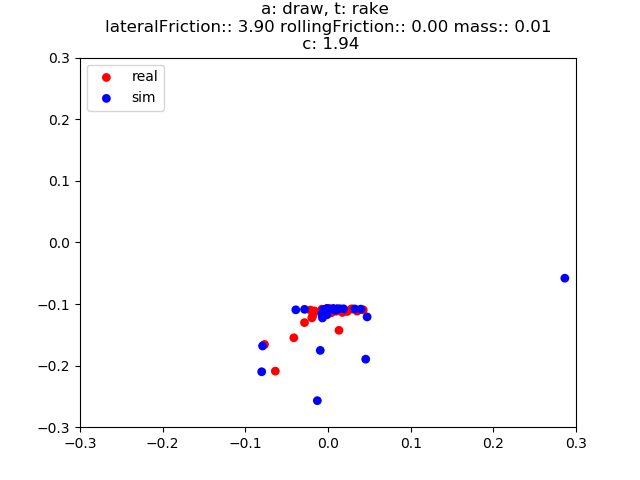 a: draw, t: rake
lateralFriction:: 3.90 rollingFriction:: 0.00 mass:: 0.01
c: 1.94
real
sim
0.3
0.2
0.1
0.0
−0.1
−0.2
−0.3
−0.3
−0.2
−0.1
0.0
0.1
0.2
0.3